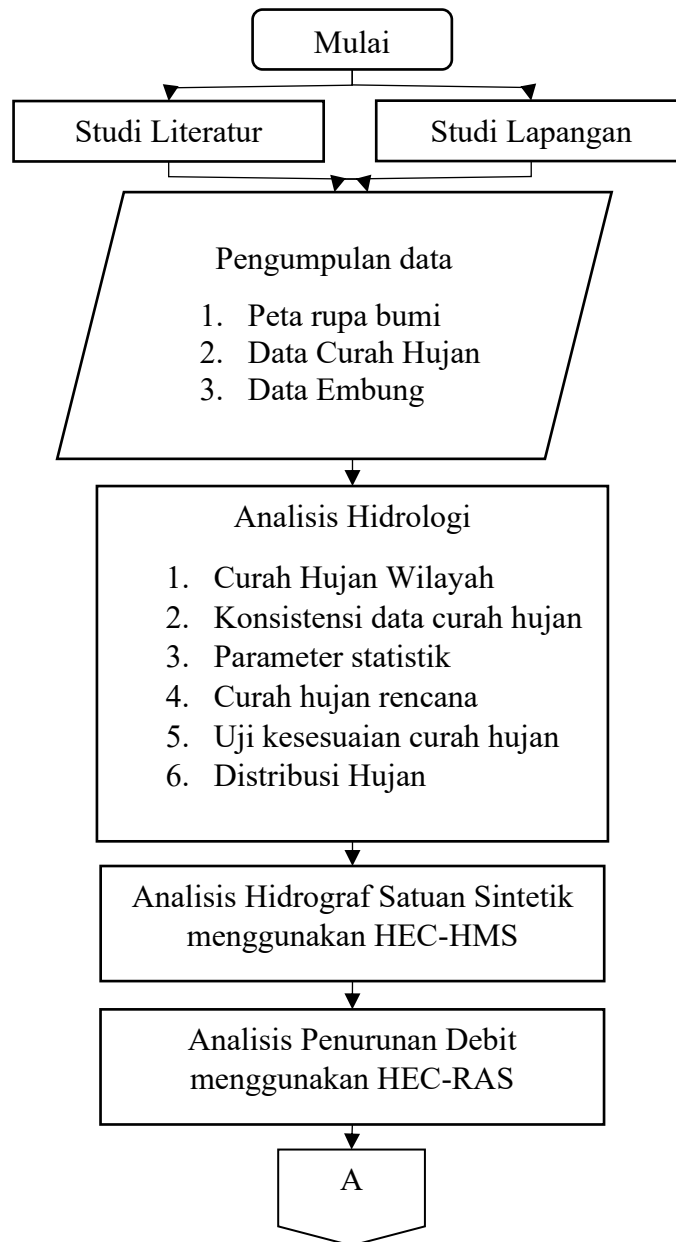 Mulai
Studi Literatur
Studi Lapangan
Pengumpulan data
1. Peta rupa bumi
2. Data Curah Hujan
3. Data Embung
Analisis Hidrologi
1. Curah Hujan Wilayah
2. Konsistensi data curah hujan
3. Parameter statistik
4. Curah hujan rencana
5. Uji kesesuaian curah hujan
6. Distribusi Hujan
Analisis Hidrograf Satuan Sintetik
menggunakan HEC-HMS
Analisis Penurunan Debit
menggunakan HEC-RAS
A